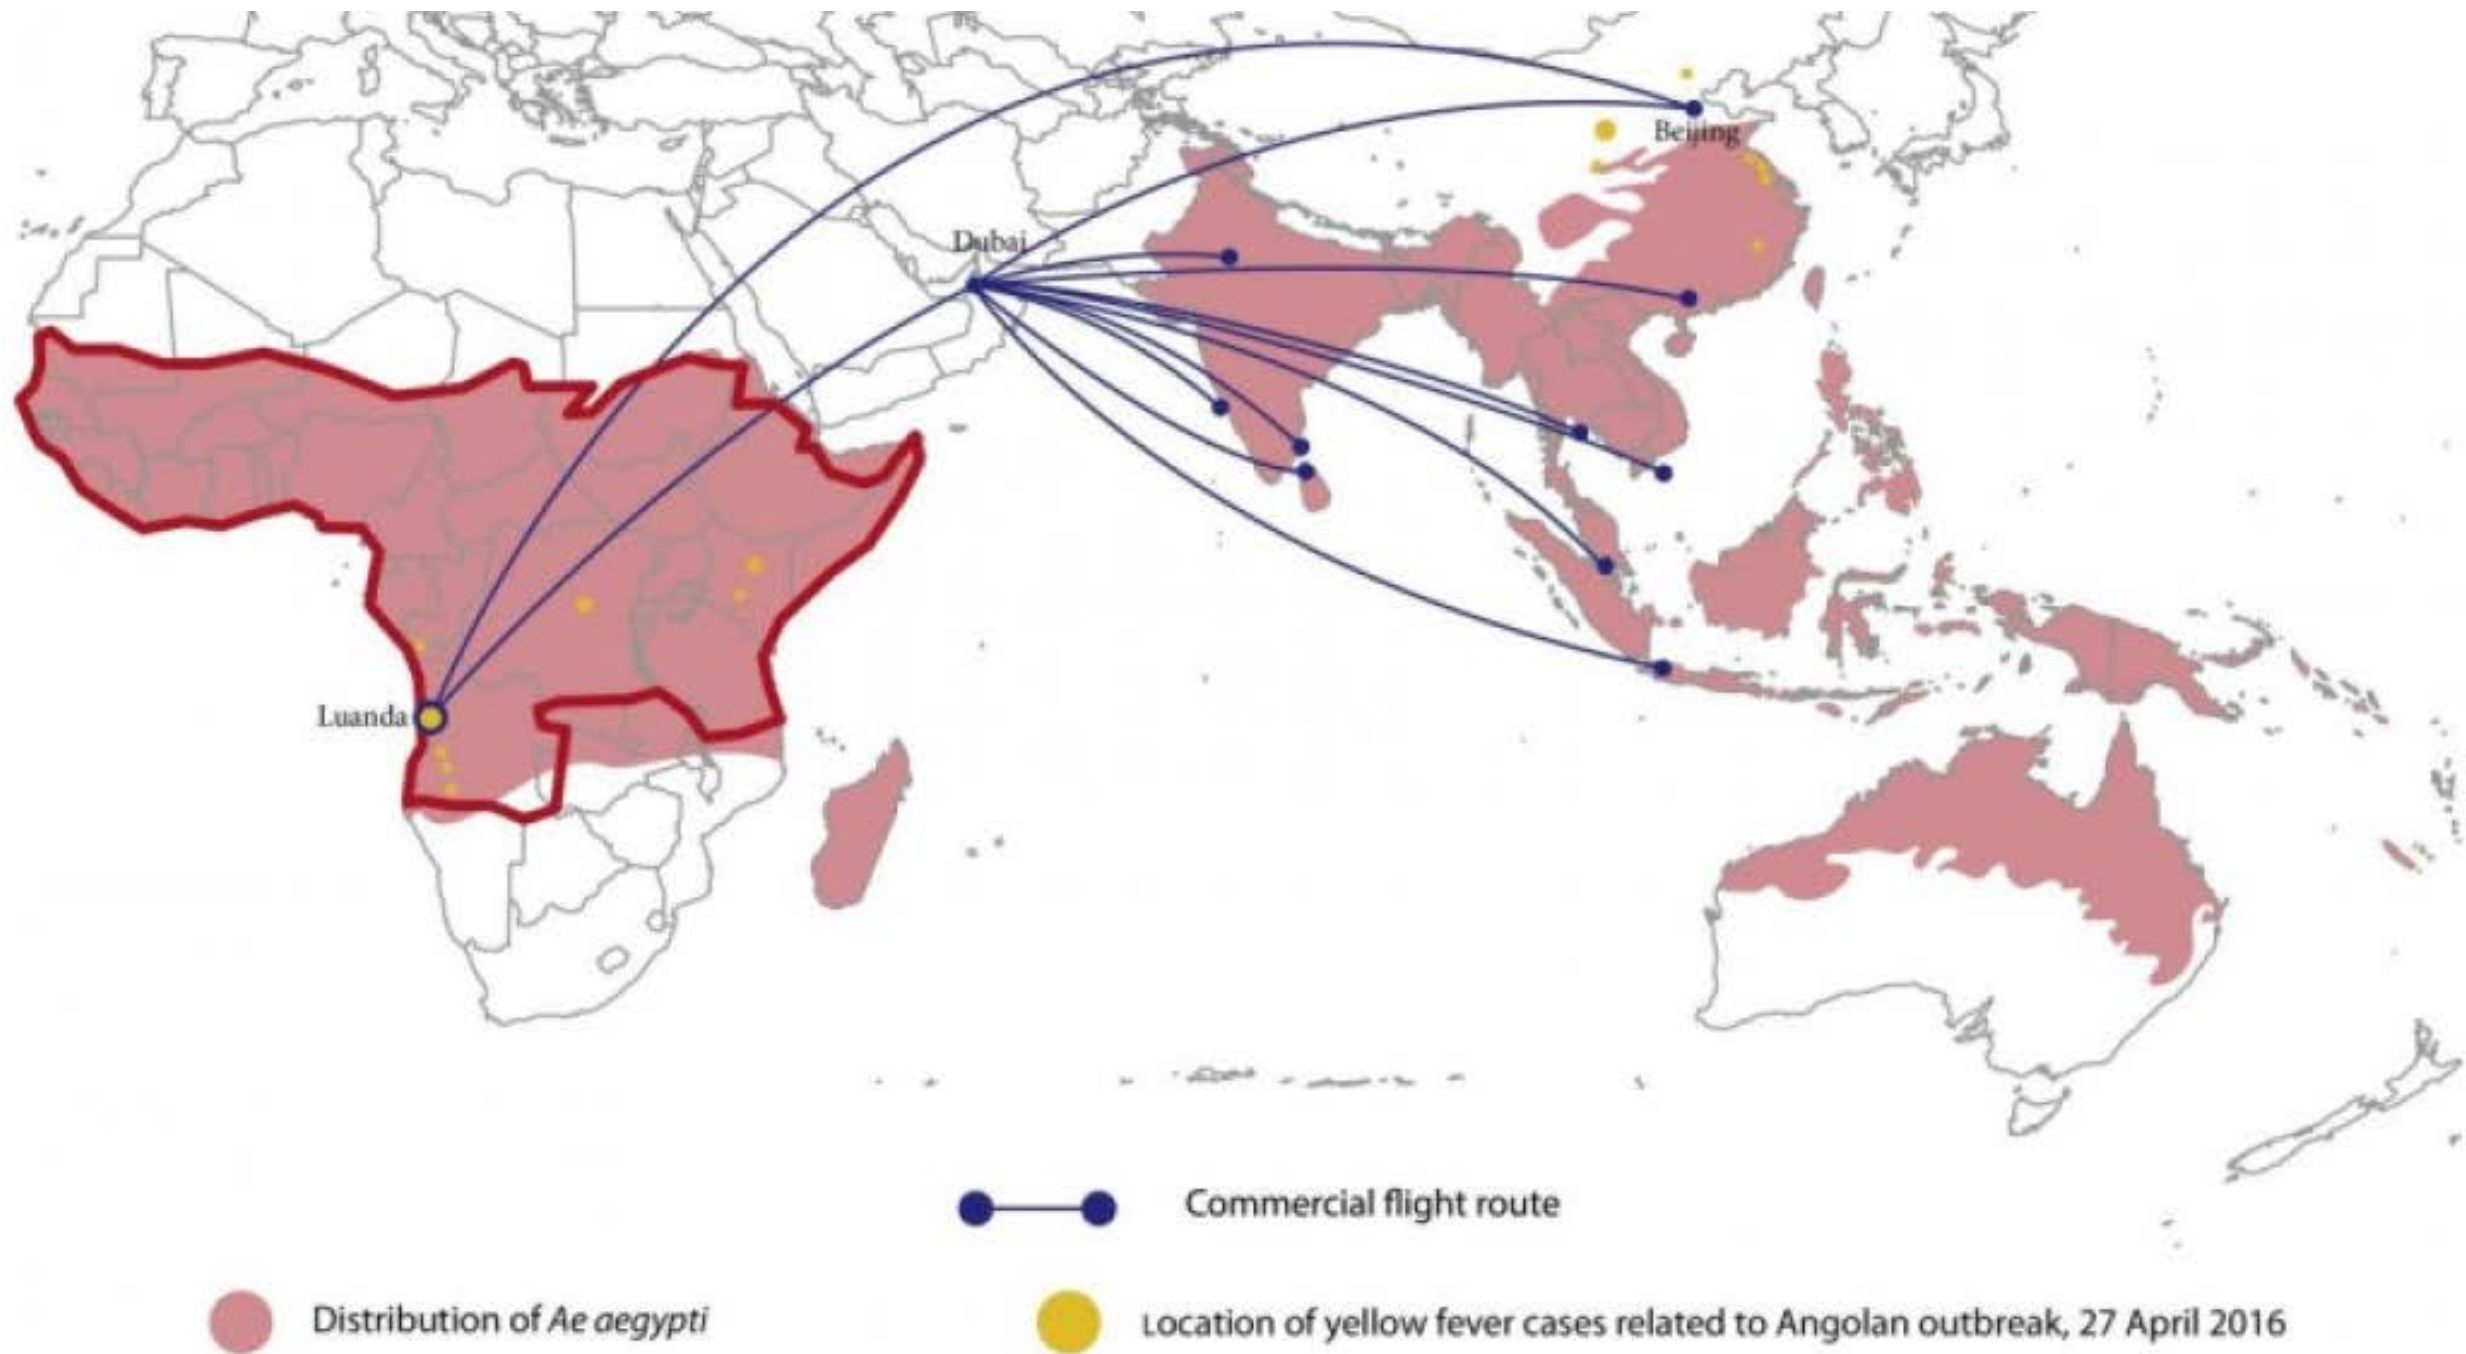 Beijing
Dubai
Luanda
Commercial flight route
Distribution of Ae aegypti
Location of yellow fever cases related to Angolan outbreak, 27 April 2016